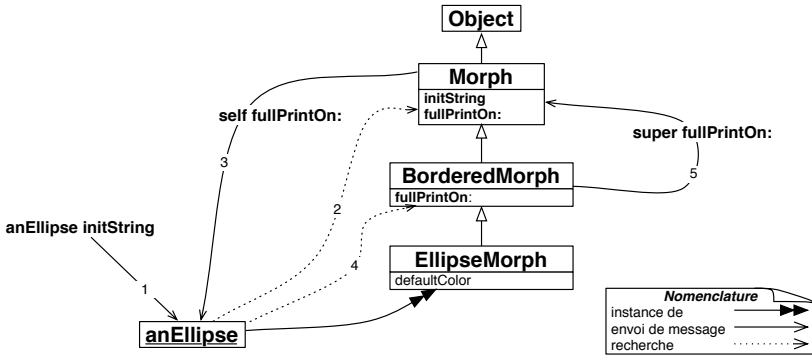 Object
Morph
initString
fullPrintOn:
self fullPrintOn:
super fullPrintOn:
3
BorderedMorph
5
fullPrintOn:
2
anEllipse initString
4
EllipseMorph
defaultColor
1
anEllipse
Nomenclature
instance de
envoi de message
recherche